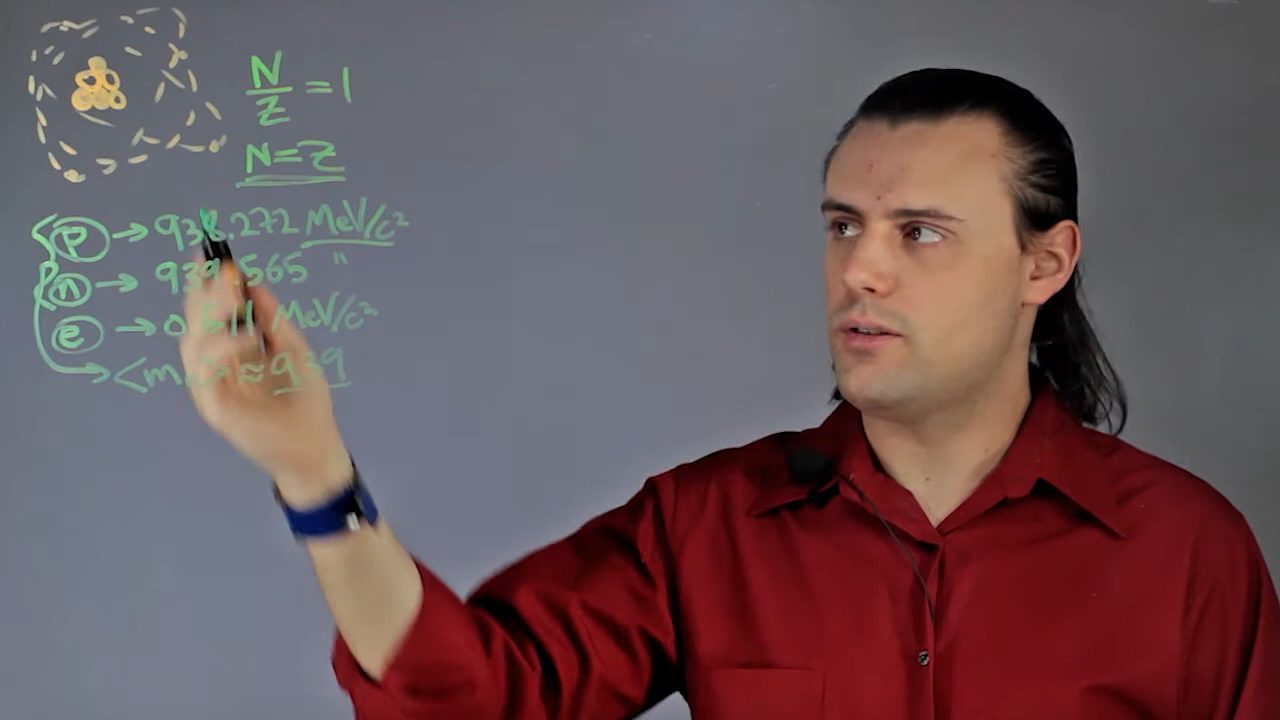 N/Z = 1
N = Z
p → 938.272 MeV/c²
n → 939.565 "
e → 0.511 MeV/c²
≈ 939